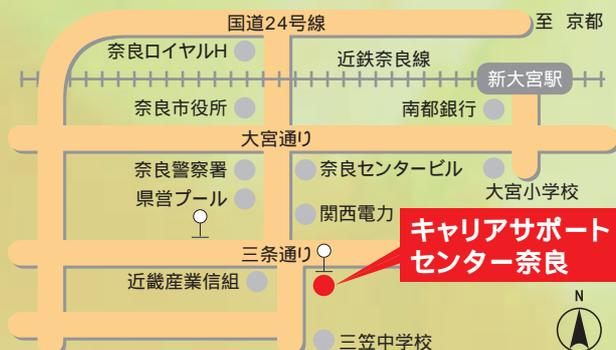 国道24号線
至 京都
奈良ロイヤルH
近鉄奈良線
新大宮駅
奈良市役所
南都銀行
大宮通り
奈良警察署
奈良センタービル
県営プール
大宮小学校
関西電力
キャリアサポート
センター奈良
三条通り
近畿産業信組
N
三笠中学校